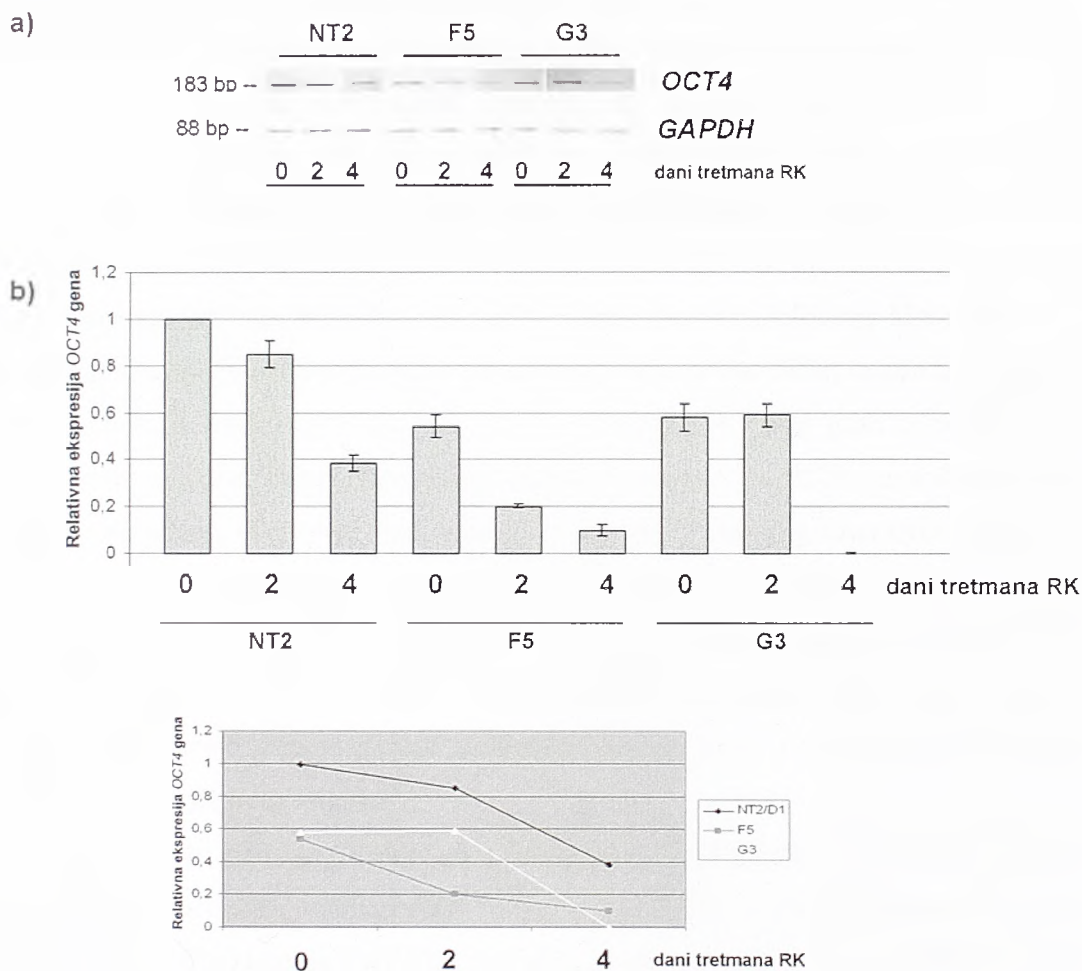 a)
NT2 F5 G3
183 bp -- OCT4
88 bp -- GAPDH
0 2 4 0 2 4 0 2 4 dani tretmana RK
b)
Relativna ekspresija OCT4 gena
1,2
1
0,8
0,6
0,4
0,2
0
0 2 4 0 2 4 0 2 4 dani tretmana RK
NT2 F5 G3
Relativna ekspresija OCT4 gena
1,2
1
0,8
0,6
0,4
0,2
0
NT2/D1
F5
G3
0 2 4 dani tretmana RK